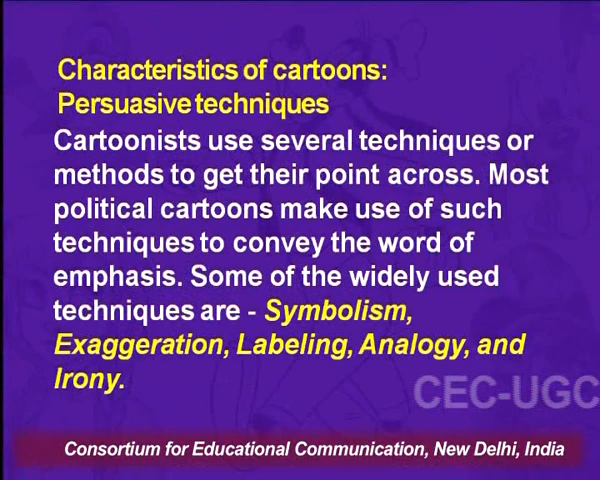 Characteristics of cartoons:
Persuasive techniques
Cartoonists use several techniques or
methods to get their point across. Most
political cartoons make use of such
techniques to convey the word of
emphasis. Some of the widely used
techniques are - Symbolism,
Exaggeration, Labeling, Analogy, and
Irony.
CEC-UGC
Consortium for Educational Communication, New Delhi, India